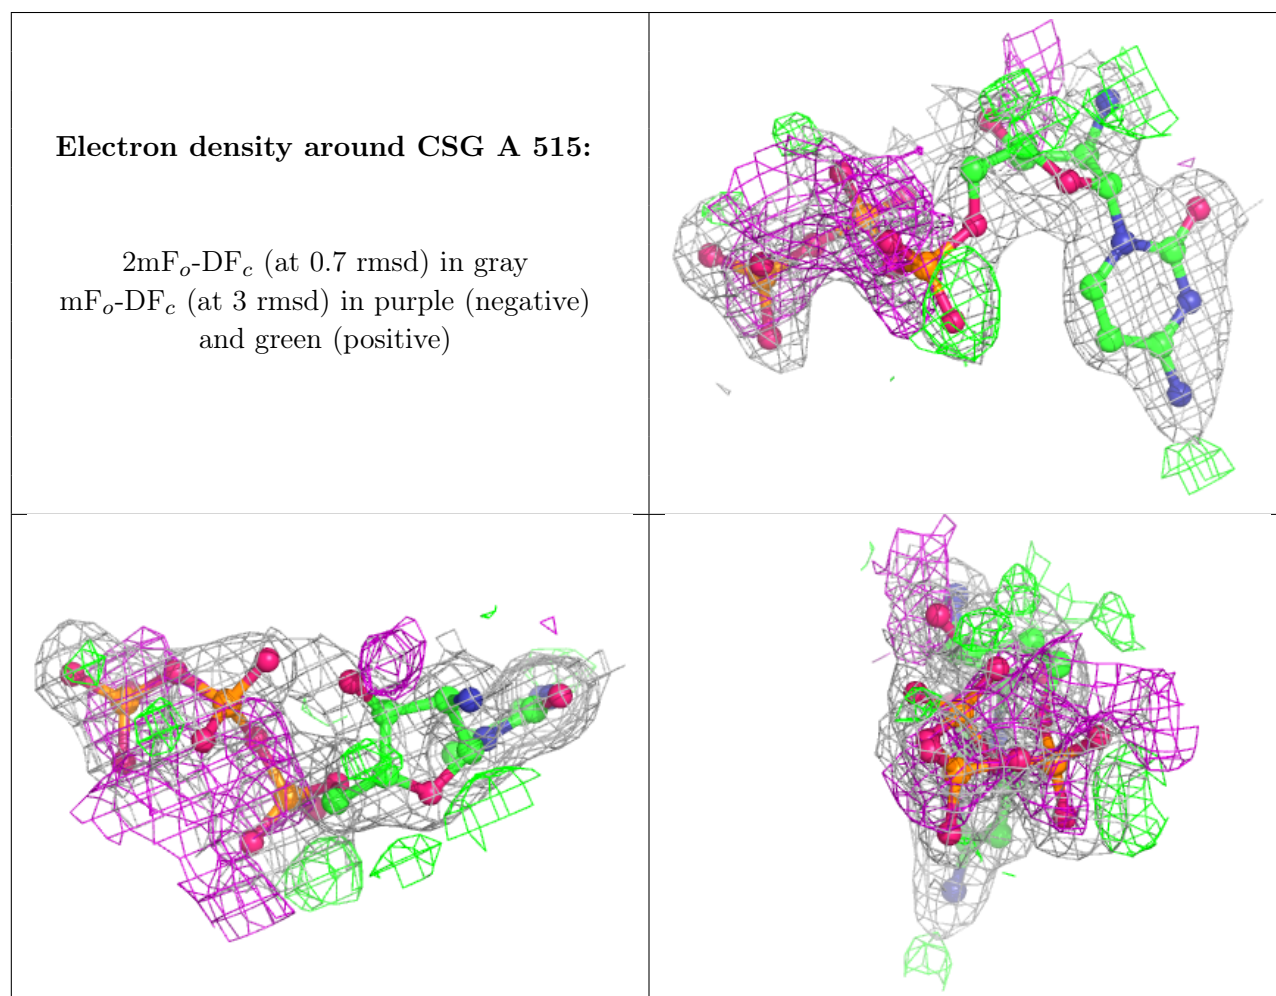 Electron density around CSG A 515:
2mFo-DFc (at 0.7 rmsd) in gray
mFo-DFc (at 3 rmsd) in purple (negative)
and green (positive)